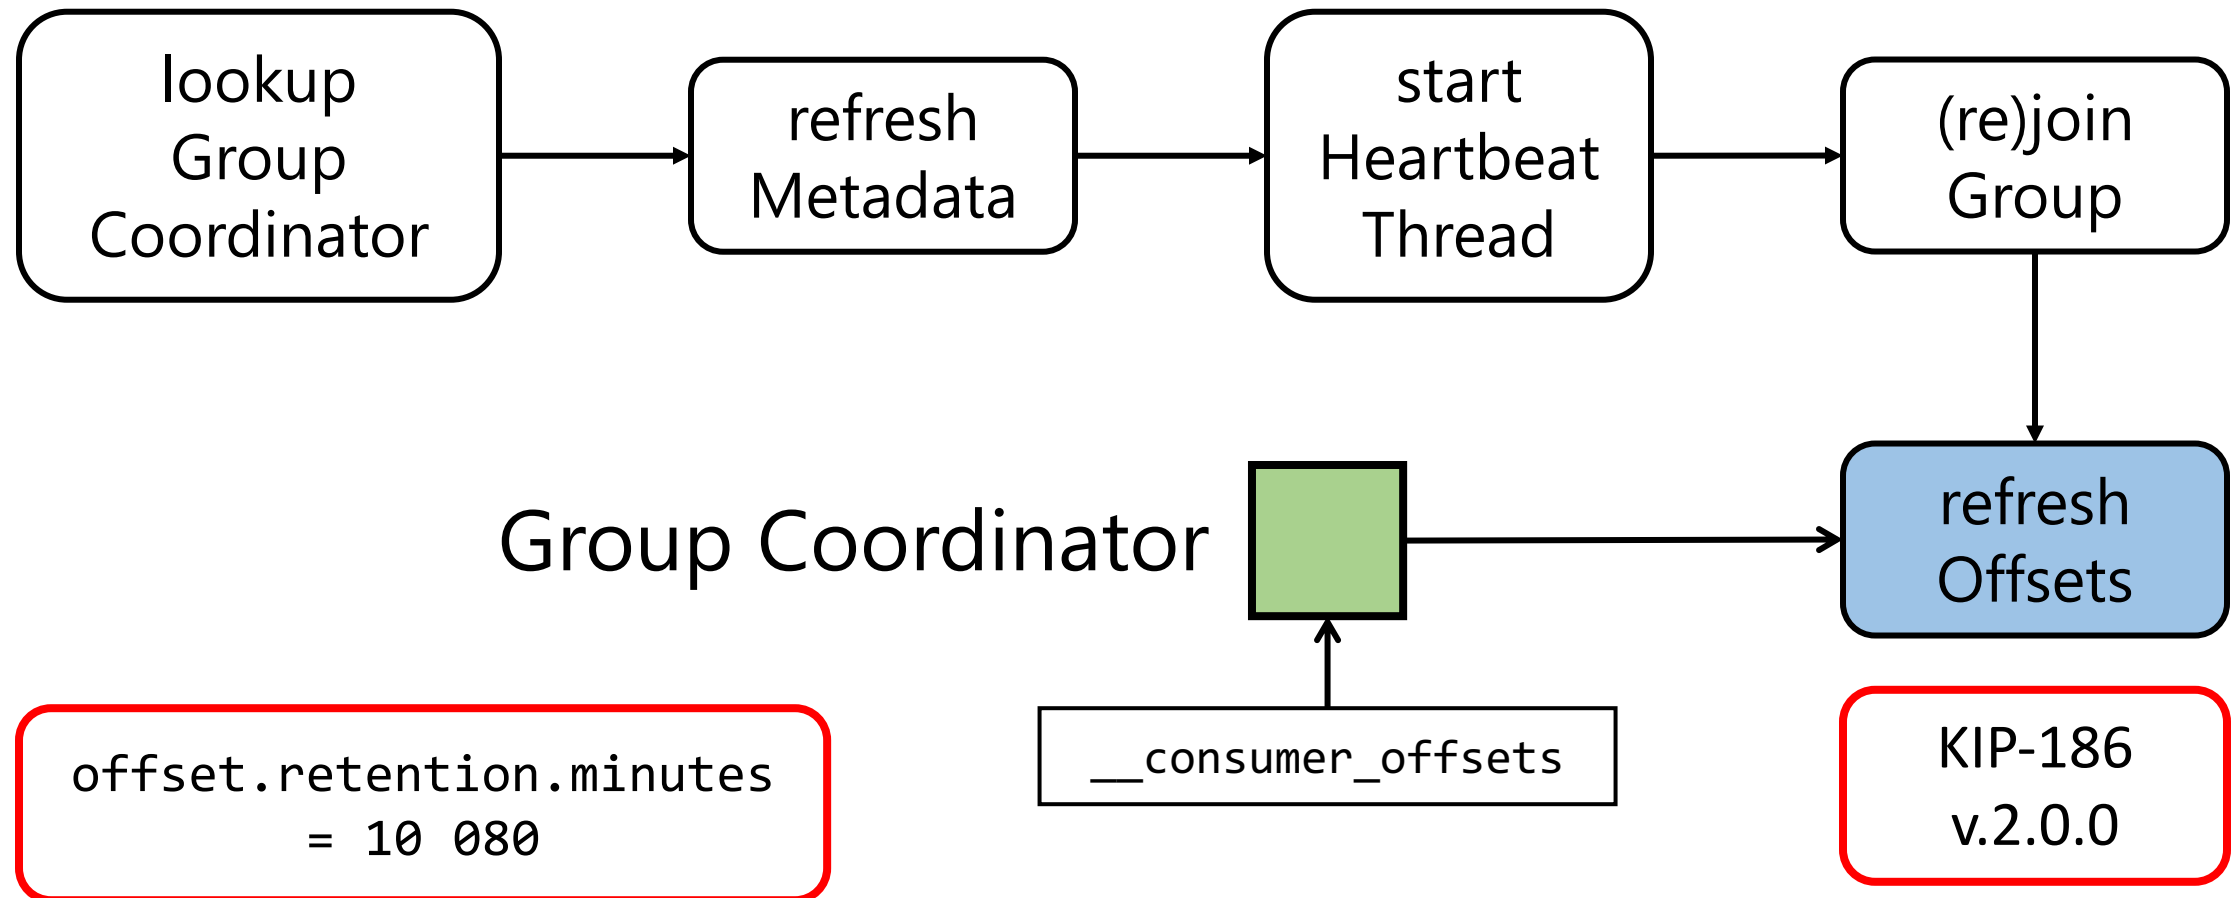 lookup
Group
Coordinator
refresh
Metadata
start
Heartbeat
Thread
(re)join
Group
Group Coordinator
refresh
Offsets
offset.retention.minutes
= 10 080
__consumer_offsets
KIP-186
v.2.0.0